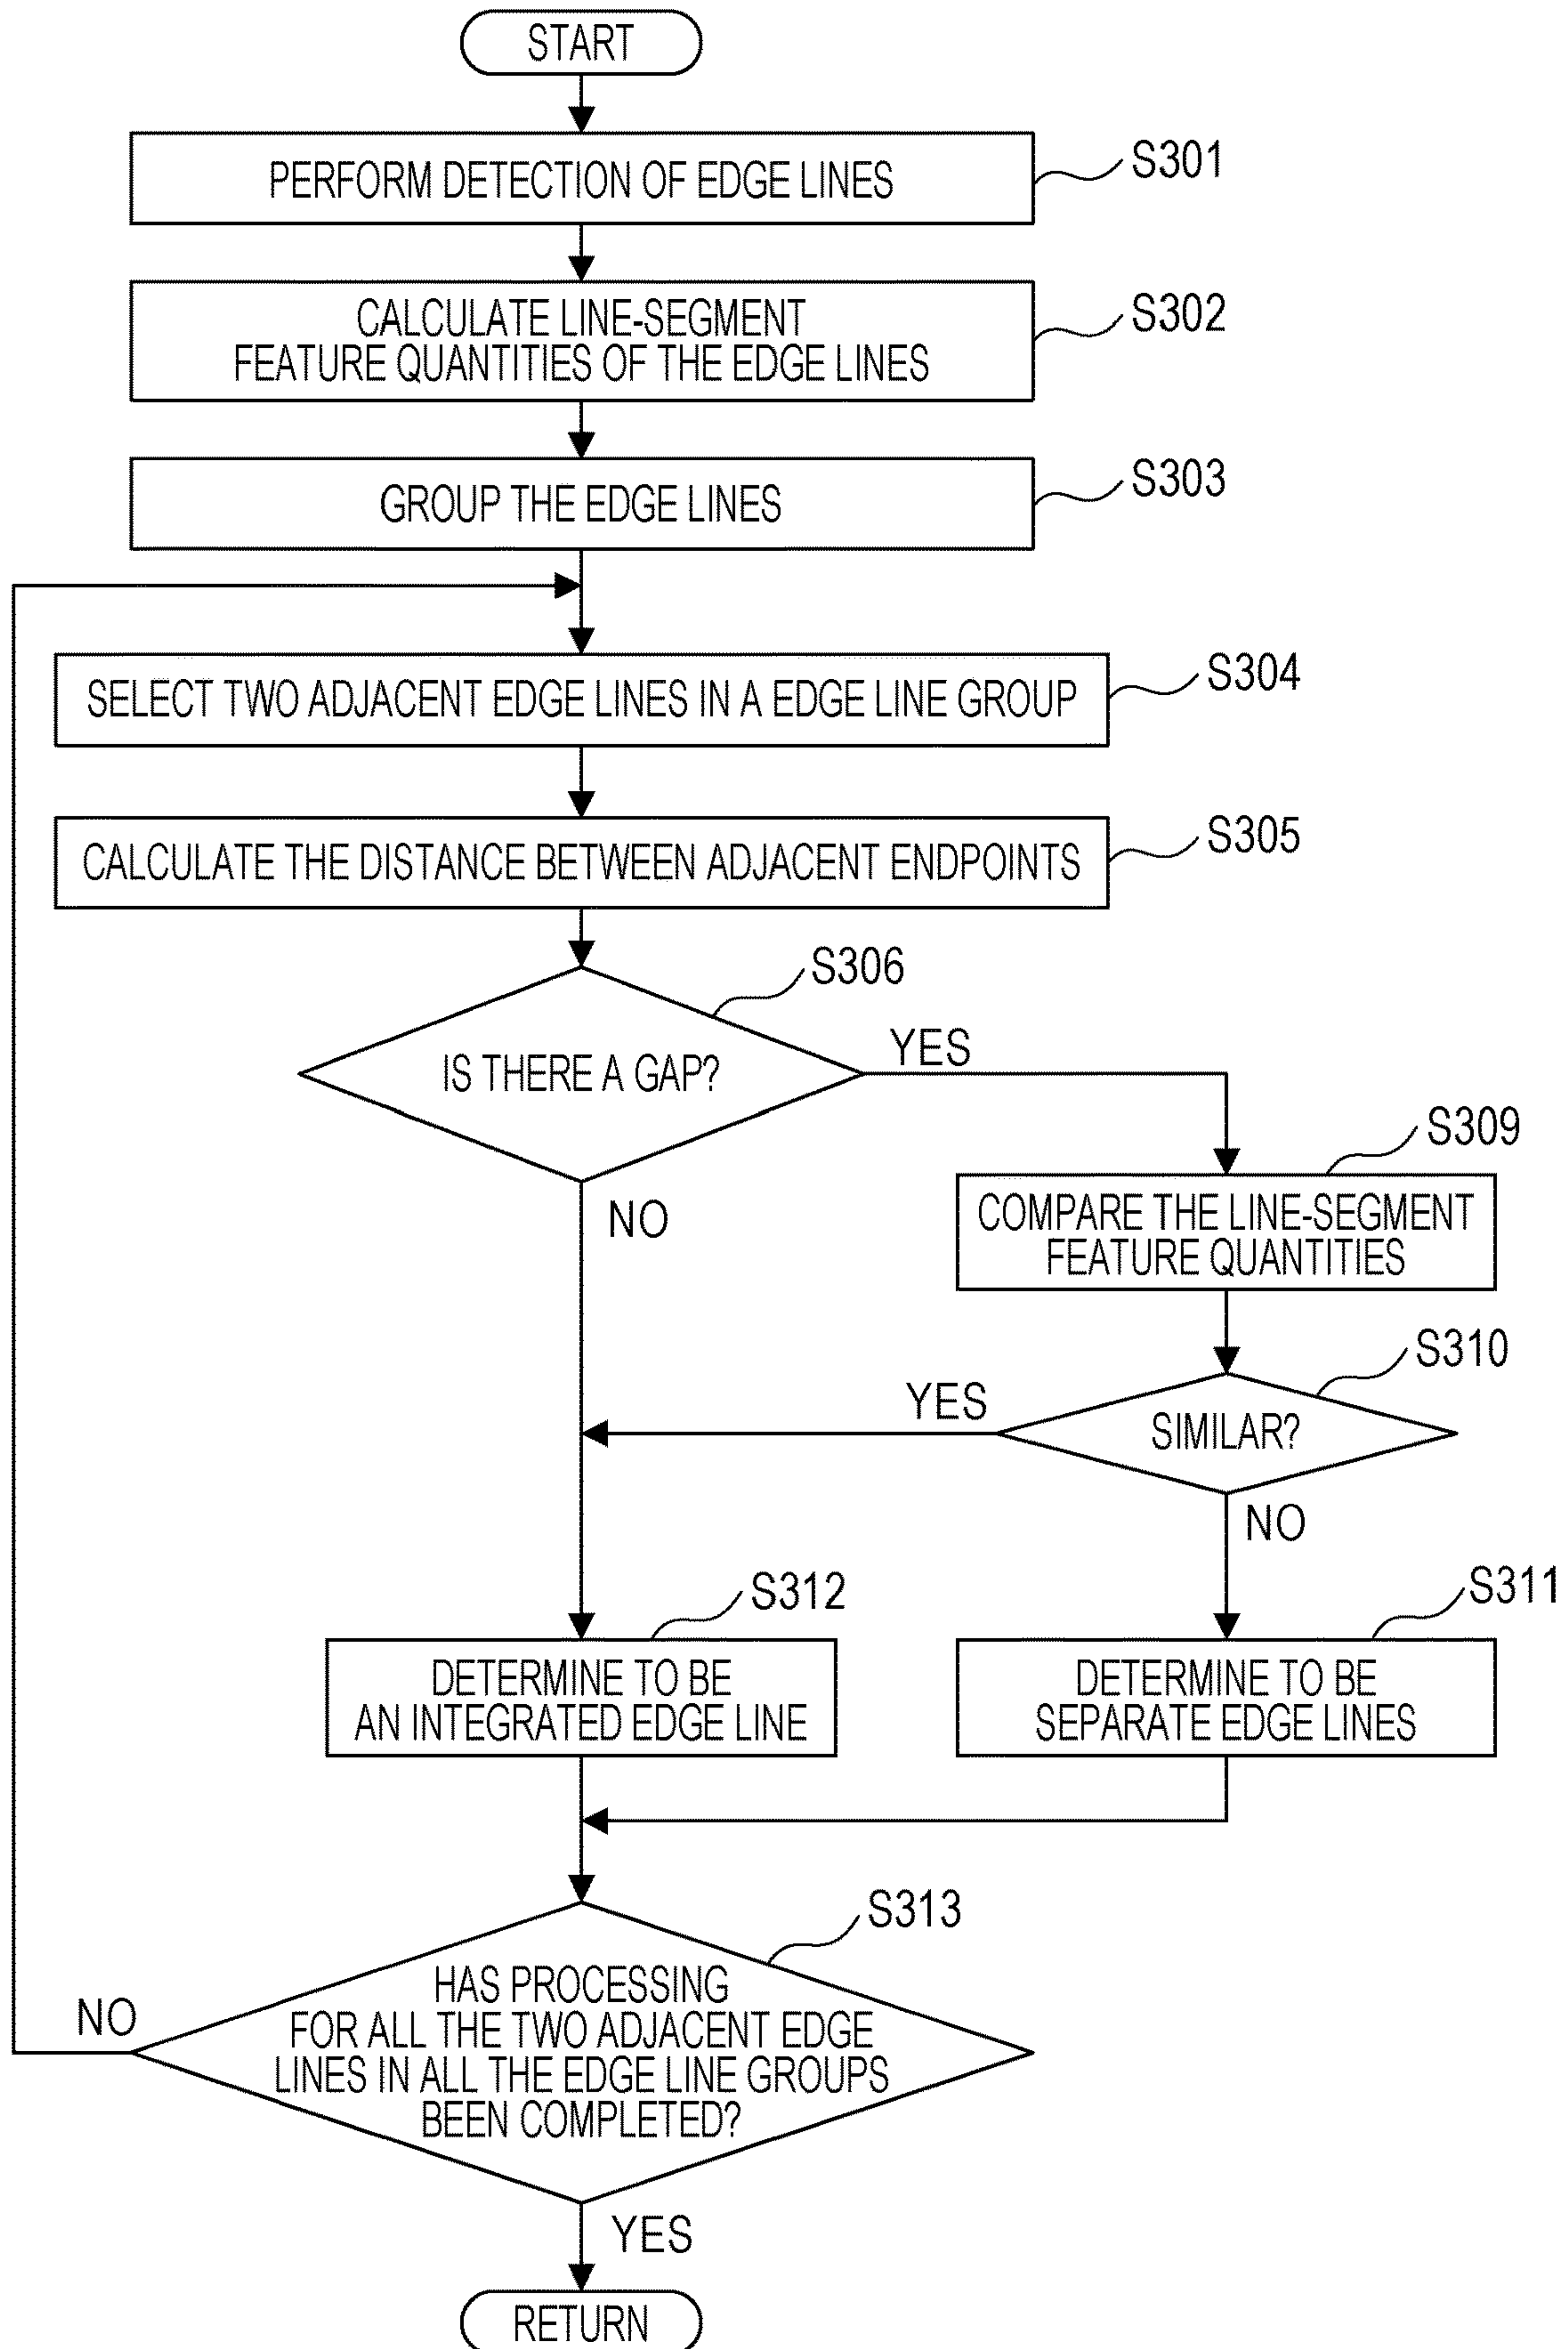 START
PERFORM DETECTION OF EDGE LINES
S301
CALCULATE LINE-SEGMENT
FEATURE QUANTITIES OF THE EDGE LINES
S302
GROUP THE EDGE LINES
S303
SELECT TWO ADJACENT EDGE LINES IN A EDGE LINE GROUP
S304
CALCULATE THE DISTANCE BETWEEN ADJACENT ENDPOINTS
S305
S306
IS THERE A GAP?
YES
NO
S309
COMPARE THE LINE-SEGMENT
FEATURE QUANTITIES
S310
SIMILAR?
YES
NO
S312
DETERMINE TO BE
AN INTEGRATED EDGE LINE
S311
DETERMINE TO BE
SEPARATE EDGE LINES
S313
HAS PROCESSING
FOR ALL THE TWO ADJACENT EDGE
LINES IN ALL THE EDGE LINE GROUPS
BEEN COMPLETED?
NO
YES
RETURN